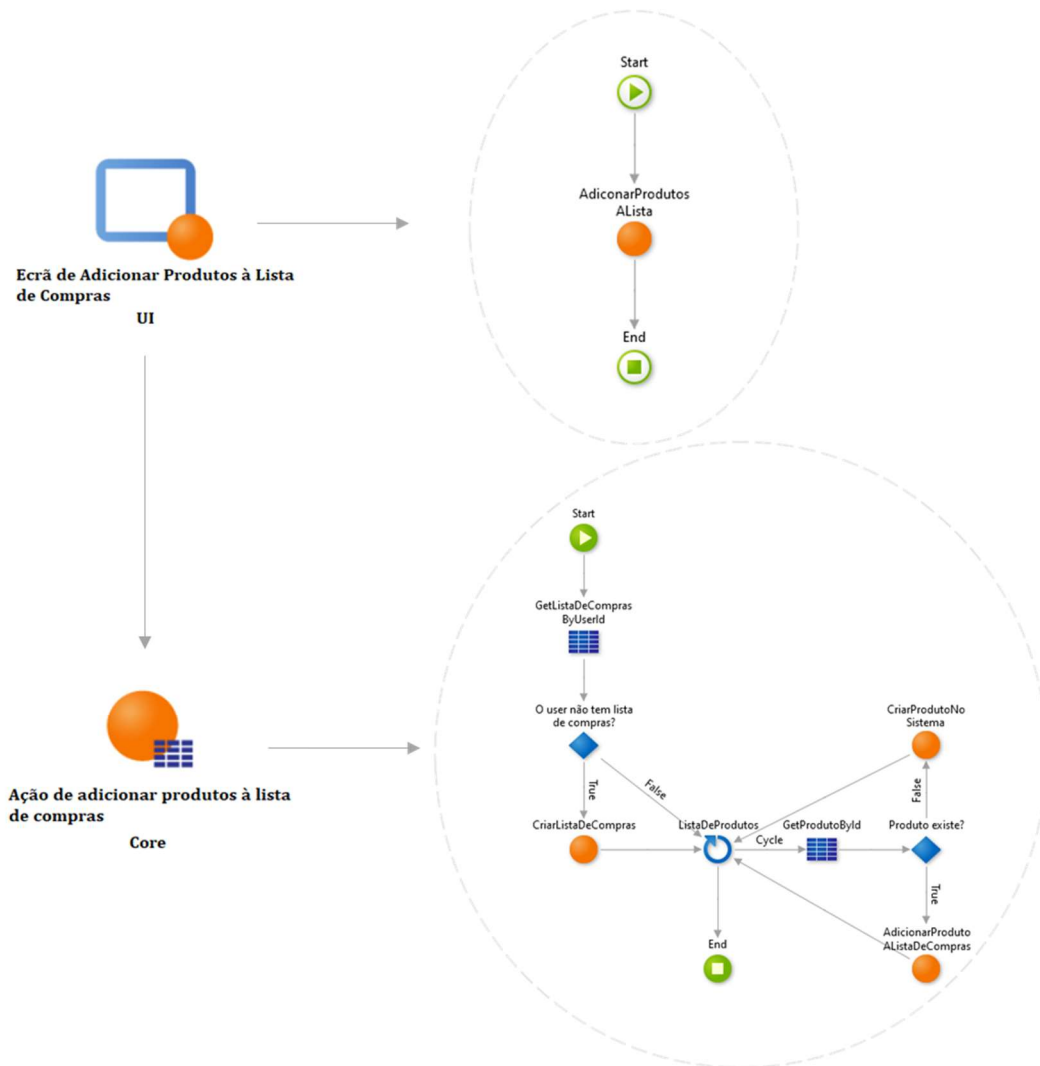 Start
AdiconarProdutos
ALista
End
Ecrã de Adicionar Produtos à Lista
de Compras
UI
Start
GetListaDeCompras
ByUserId
O user não tem lista
de compras?
True
False
CriarListaDeCompras
ListaDeProdutos
Cycle
GetProdutoById
Produto existe?
False
CriarProdutoNo
Sistema
True
AdicionarProduto
AListaDeCompras
End
Ação de adicionar produtos à lista
de compras
Core